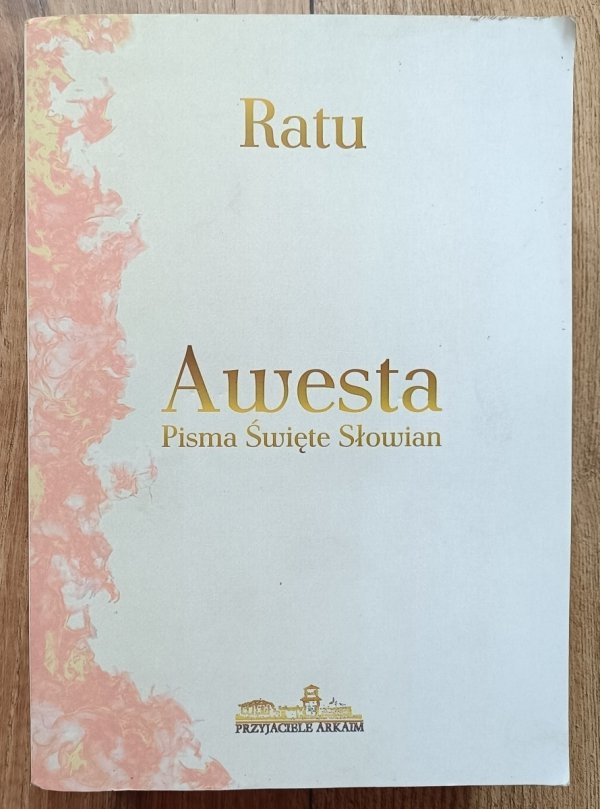 Ratu
Awesta
Pisma Święte Słowian
PRZYJACIELE ARKAIM